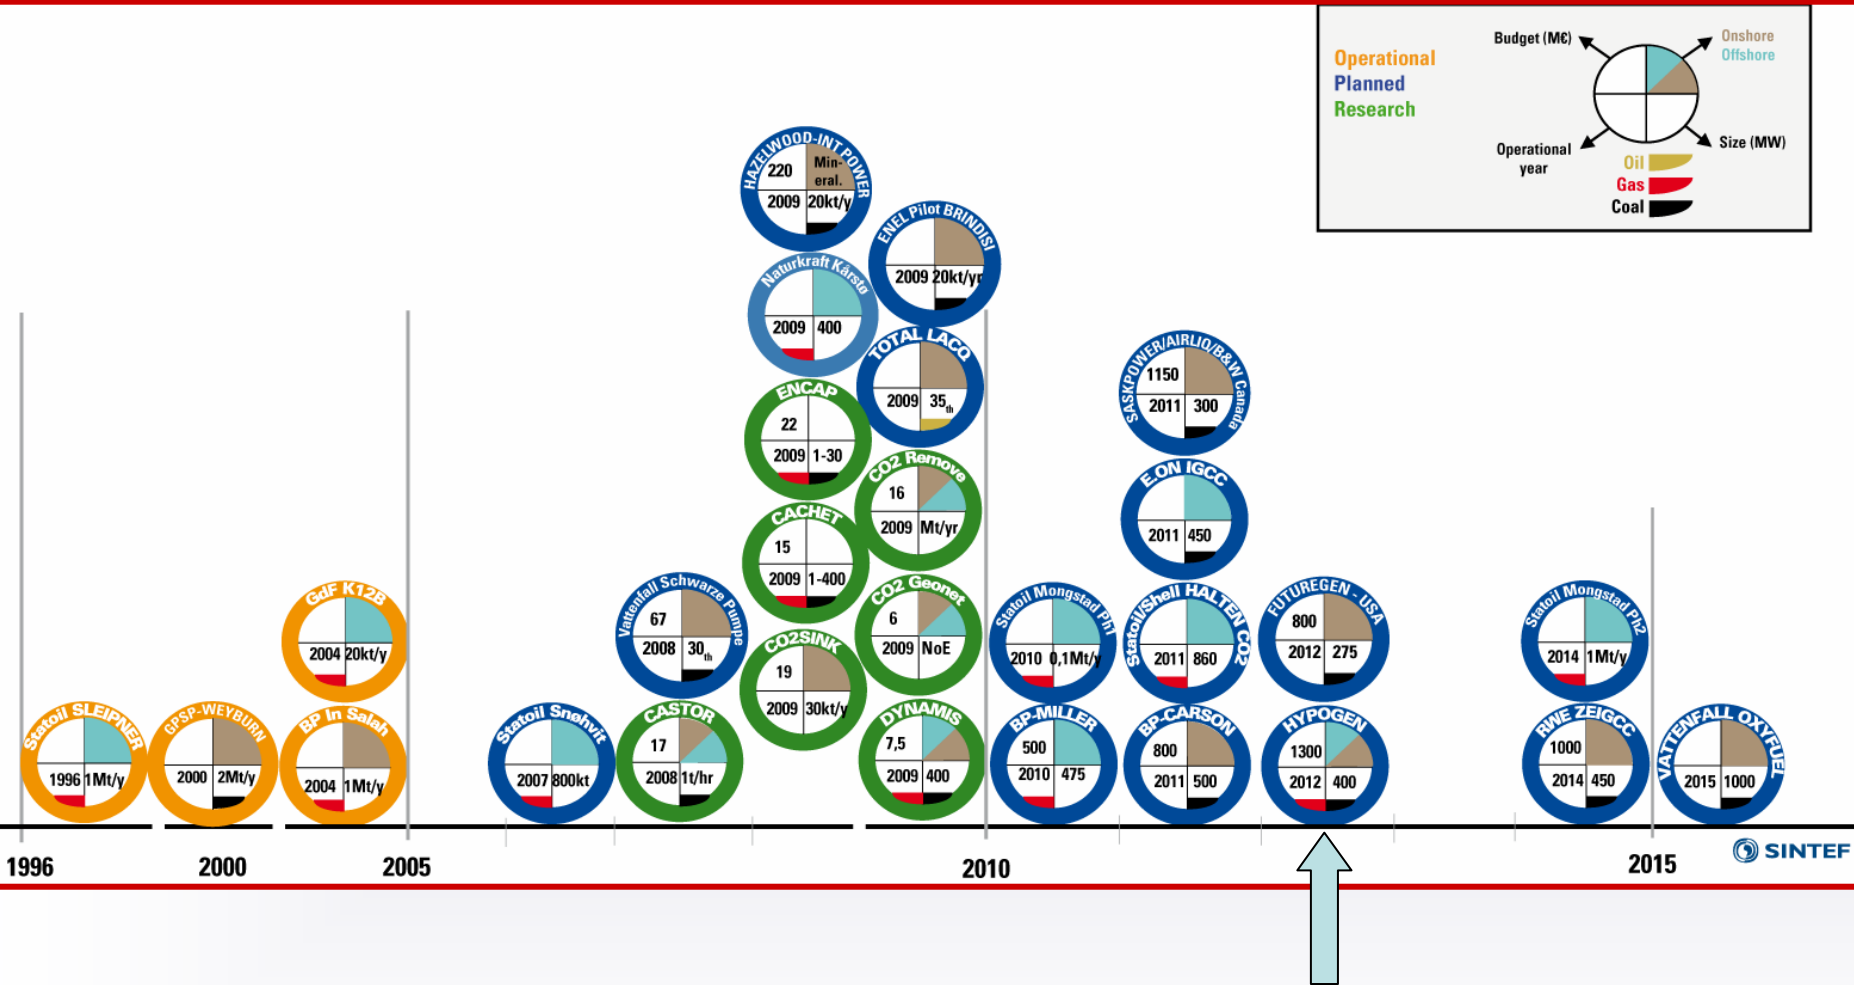 Operational
Planned
Research
Budget (M€)
Onshore
Offshore
Operational
year
Size (MW)
Oil
Gas
Coal
HAZELWOOD-INT POWER
220
Min-
eral.
2009
20kt/y
ENEL Pilot BRINDISI
2009
20kt/yr
Naturkraft Kårstø
2009
400
TOTAL LACQ
2009
35th
ENCAP
22
2009
1-30
CO2 Remove
16
2009
Mt/yr
CACHET
15
2009
1-400
CO2 Geonet
6
2009
NoE
CO2SINK
19
2009
30kt/y
DYNAMIS
7,5
2009
400
SASKPOWER/AIRLIQ/B&W Canada
1150
2011
300
E.ON IGCC
2011
450
GdF K12B
2004
20kt/y
Vattenfall Schwarze Pumpe
67
2008
30th
Statoil Mongstad Ph1
2010
0,1Mt/y
Statoil/Shell HALTEN CO2
2011
860
FUTUREGEN - USA
800
2012
275
Statoil Mongstad Ph2
2014
1Mt/y
Statoil SLEIPNER
1996
1Mt/y
GPSP-WEYBURN
2000
2Mt/y
BP In Salah
2004
1Mt/y
Statoil Snøhvit
2007
800kt
CASTOR
17
2008
1t/hr
BP-MILLER
500
2010
475
BP-CARSON
800
2011
500
HYPOGEN
1300
2012
400
RWE ZEIGCC
1000
2014
450
VATTENFALL OXYFUEL
2015
1000
1996
2000
2005
2010
2015
SINTEF